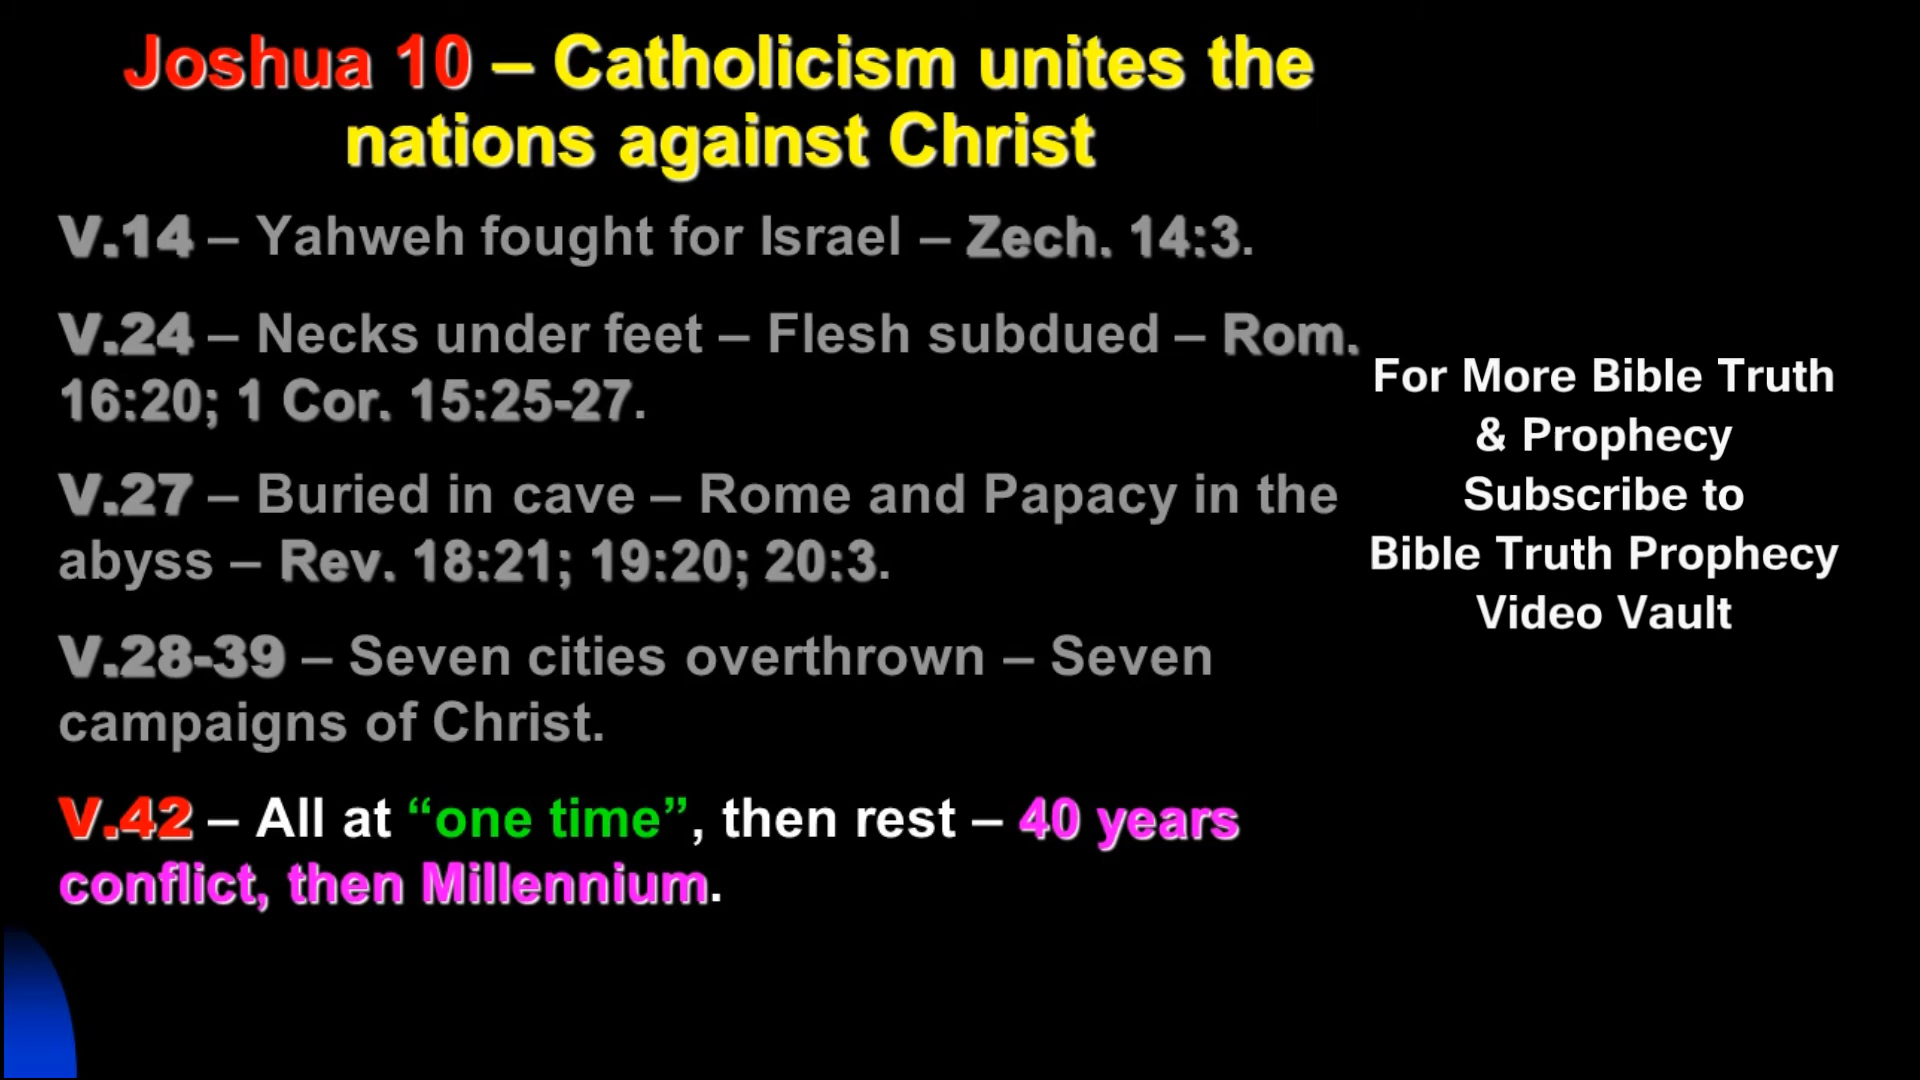 Joshua 10 – Catholicism unites the
nations against Christ
V.14 – Yahweh fought for Israel – Zech. 14:3.
V.24 – Necks under feet – Flesh subdued – Rom.
16:20; 1 Cor. 15:25-27.
V.27 – Buried in cave – Rome and Papacy in the
abyss – Rev. 18:21; 19:20; 20:3.
V.28-39 – Seven cities overthrown – Seven
campaigns of Christ.
V.42 – All at “one time”, then rest – 40 years
conflict, then Millennium.
For More Bible Truth
& Prophecy
Subscribe to
Bible Truth Prophecy
Video Vault